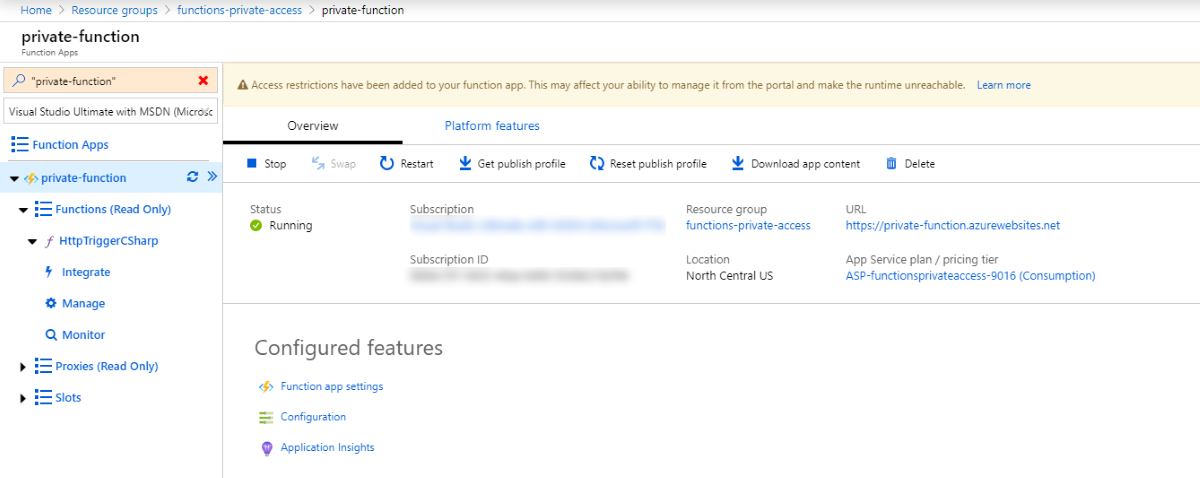 Home > Resource groups > functions-private-access > private-function
private-function
Function Apps
"private-function"
Visual Studio Ultimate with MSDN
Function Apps
private-function
Functions (Read Only)
HttpTriggerCSharp
Integrate
Manage
Monitor
Proxies (Read Only)
Slots
Access restrictions have been added to your function app. This may affect your ability to manage it from the portal and make the runtime unreachable. Learn more
Overview Platform features
Stop Swap Restart Get publish profile Reset publish profile Download app content Delete
Status Subscription Resource group URL
Running functions-private-access https://private-function.azurewebsites.net
Subscription ID Location App Service plan / pricing tier
North Central US ASP-functionsprivateaccess-9016 (Consumption)
Configured features
Function app settings
Configuration
Application Insights